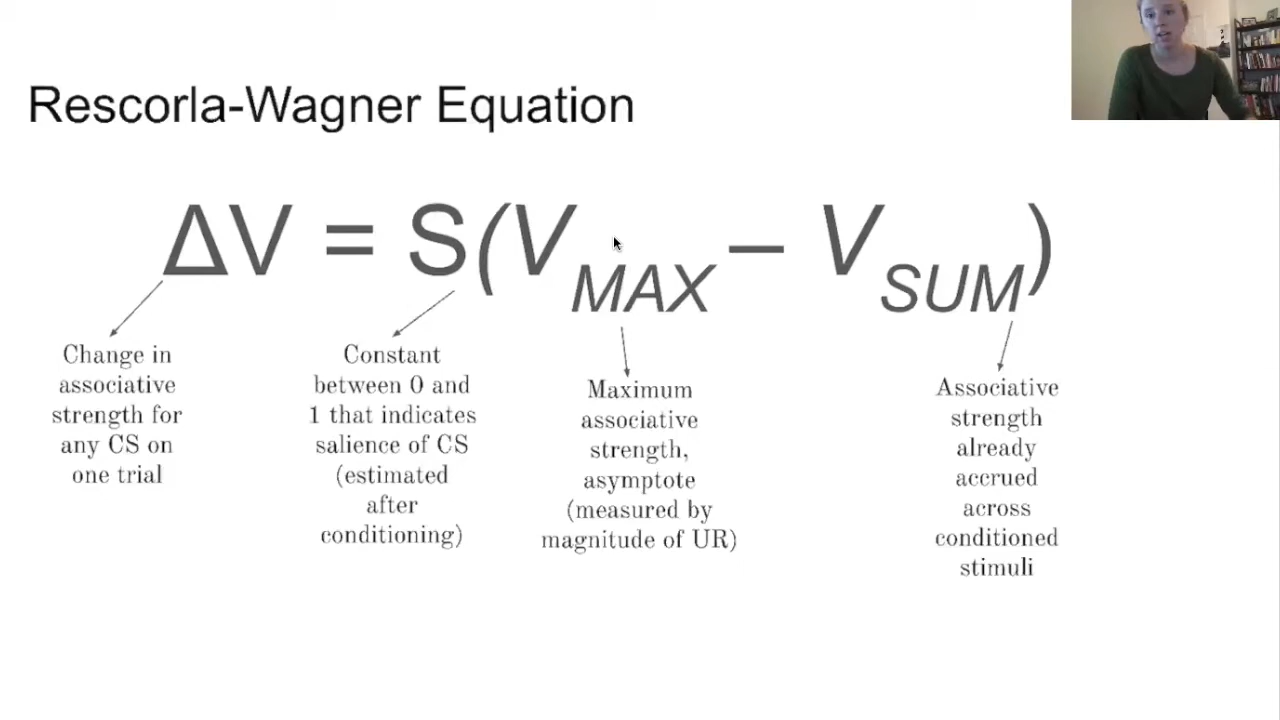 Rescorla-Wagner Equation
ΔV = S(V MAX – V SUM)
Change in
associative
strength for
any CS on
one trial
Constant
between 0 and
1 that indicates
salience of CS
(estimated
after
conditioning)
Maximum
associative
strength,
asymptote
(measured by
magnitude of UR)
Associative
strength
already
accrued
across
conditioned
stimuli